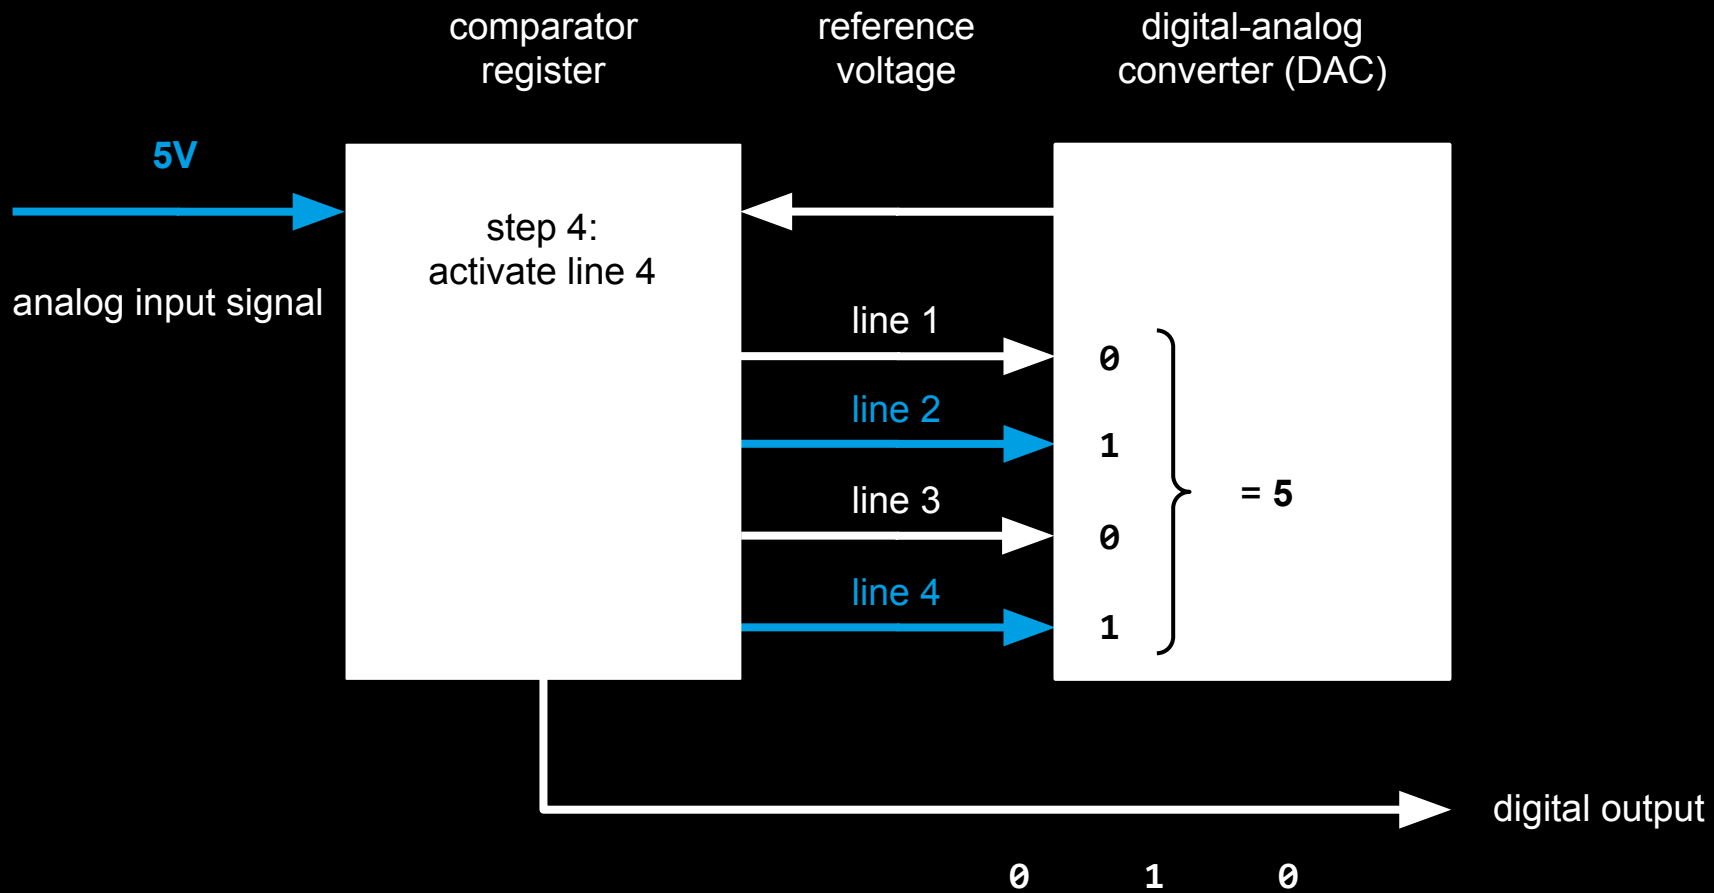 comparator
register
reference
voltage
digital-analog
converter (DAC)
5V
analog input signal
step 4:
activate line 4
line 1
line 2
line 3
line 4
0
1
0
1
= 5
digital output
0 1 0